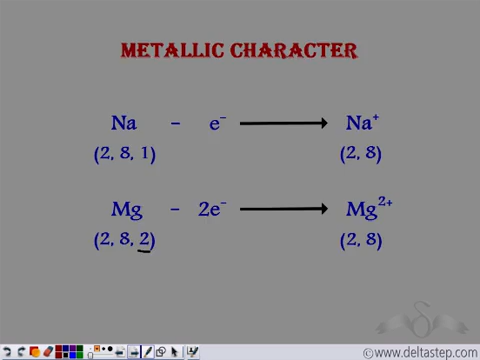 METALLIC CHARACTER
Na – e⁻ ⟶ Na⁺
(2, 8, 1) (2, 8)
Mg – 2e⁻ ⟶ Mg²⁺
(2, 8, 2) (2, 8)
©www.deltastep.com